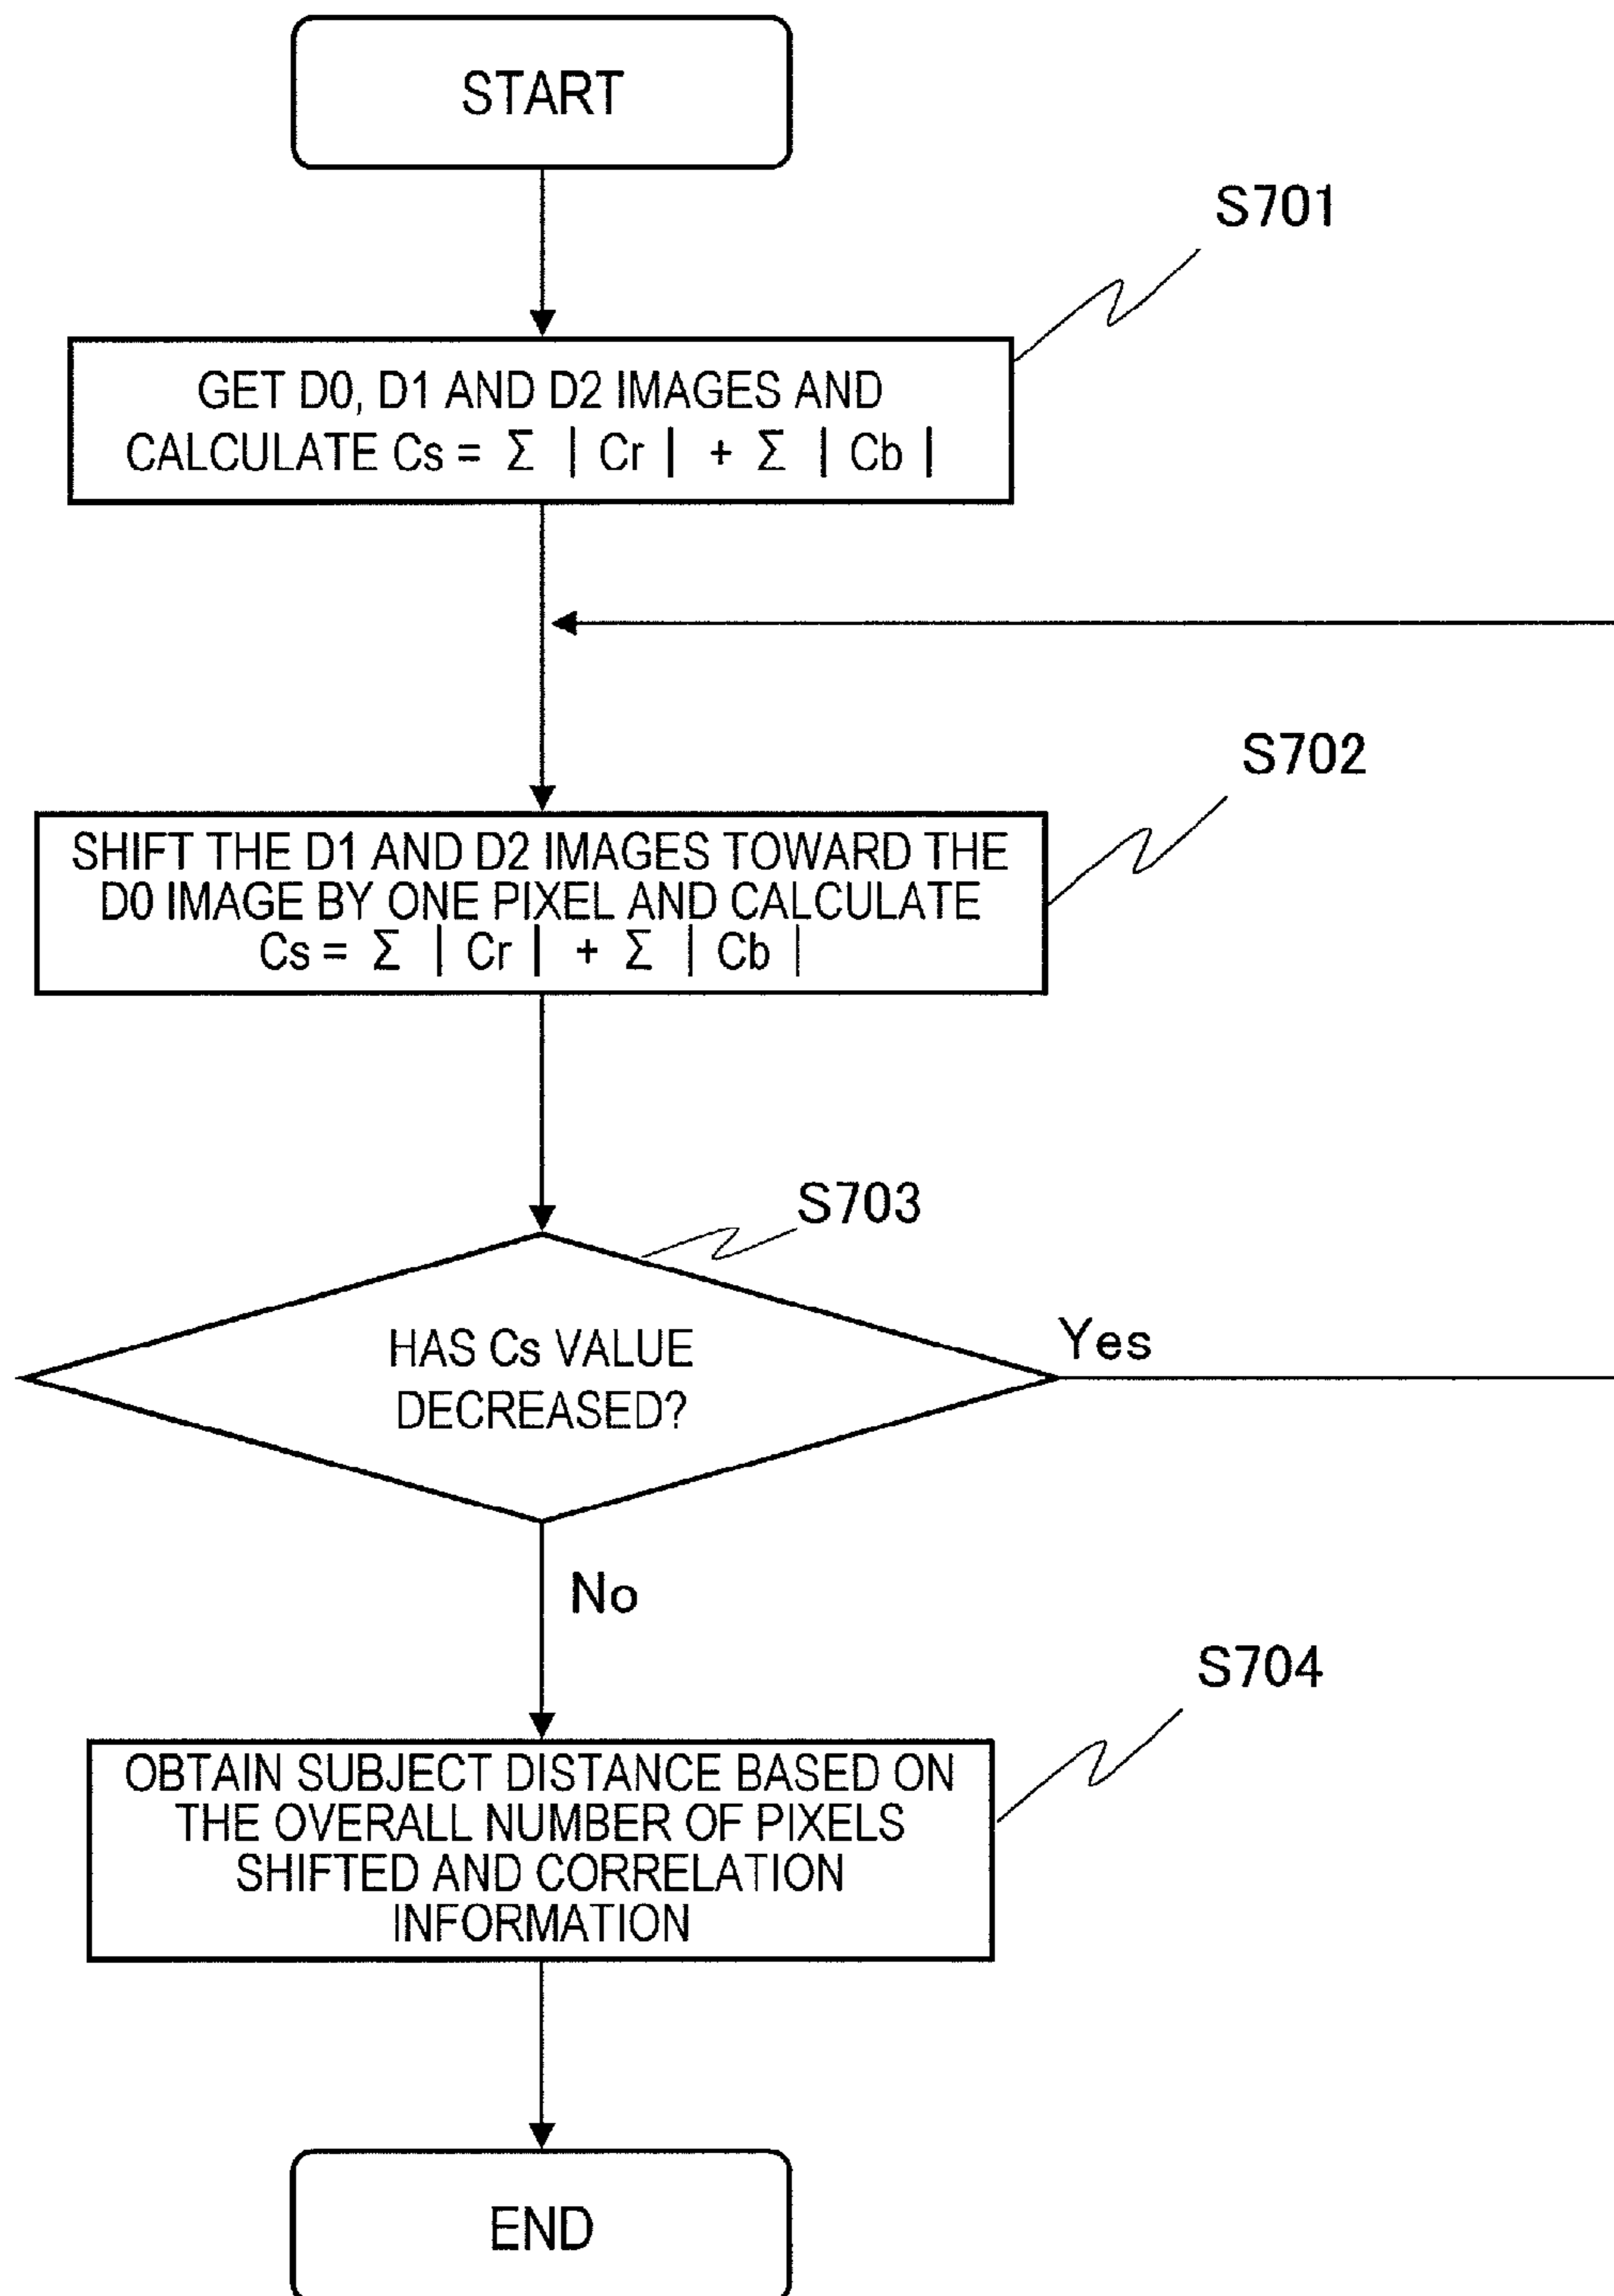 START
S701
GET D0, D1 AND D2 IMAGES AND
CALCULATE Cs = Σ | Cr | + Σ | Cb |
S702
SHIFT THE D1 AND D2 IMAGES TOWARD THE
D0 IMAGE BY ONE PIXEL AND CALCULATE
Cs = Σ | Cr | + Σ | Cb |
S703
HAS Cs VALUE
DECREASED?
Yes
No
S704
OBTAIN SUBJECT DISTANCE BASED ON
THE OVERALL NUMBER OF PIXELS
SHIFTED AND CORRELATION
INFORMATION
END